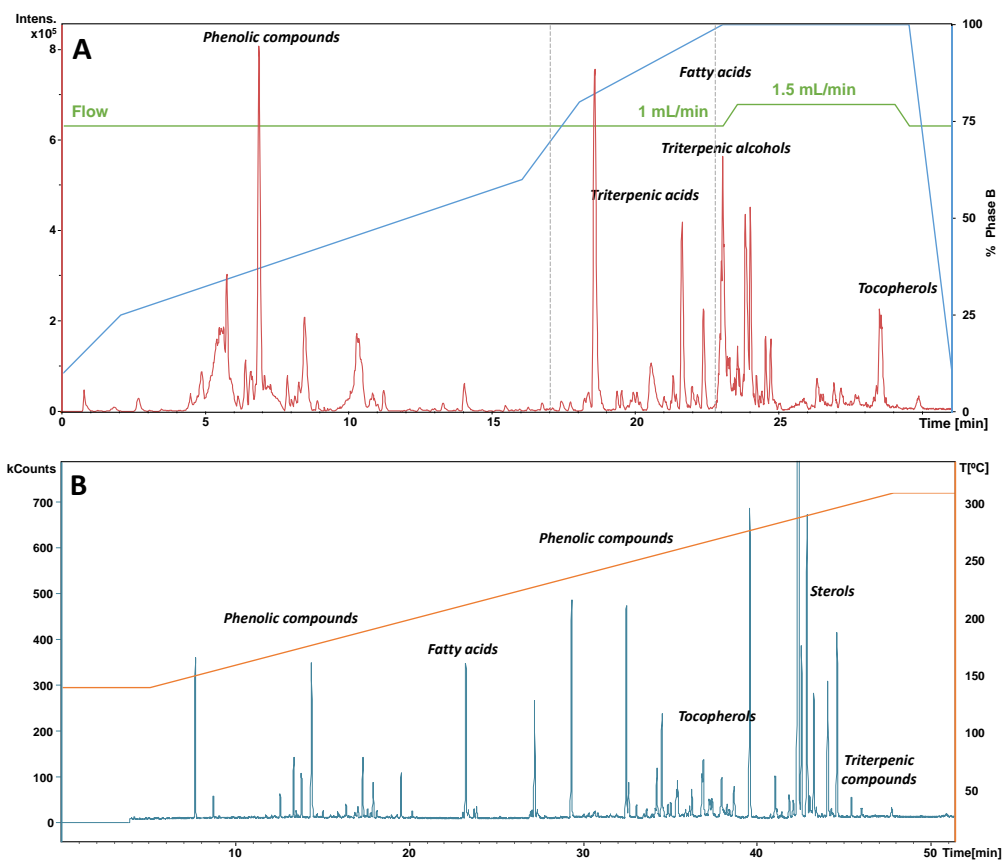 Intens.
x10⁵
A
Phenolic compounds
100
8
Fatty acids
1.5 mL/min
Flow
1 mL/min
75
6
Triterpenic alcohols
Triterpenic acids
50
% Phase B
4
Tocopherols
25
2
0
0
0
5
10
15
20
25
Time [min]
kCounts
B
T[ºC]
700
300
Phenolic compounds
600
250
Sterols
500
Phenolic compounds
200
400
Fatty acids
300
150
Tocopherols
200
Triterpenic
compounds
100
100
50
0
10
20
30
40
50
Time[min]